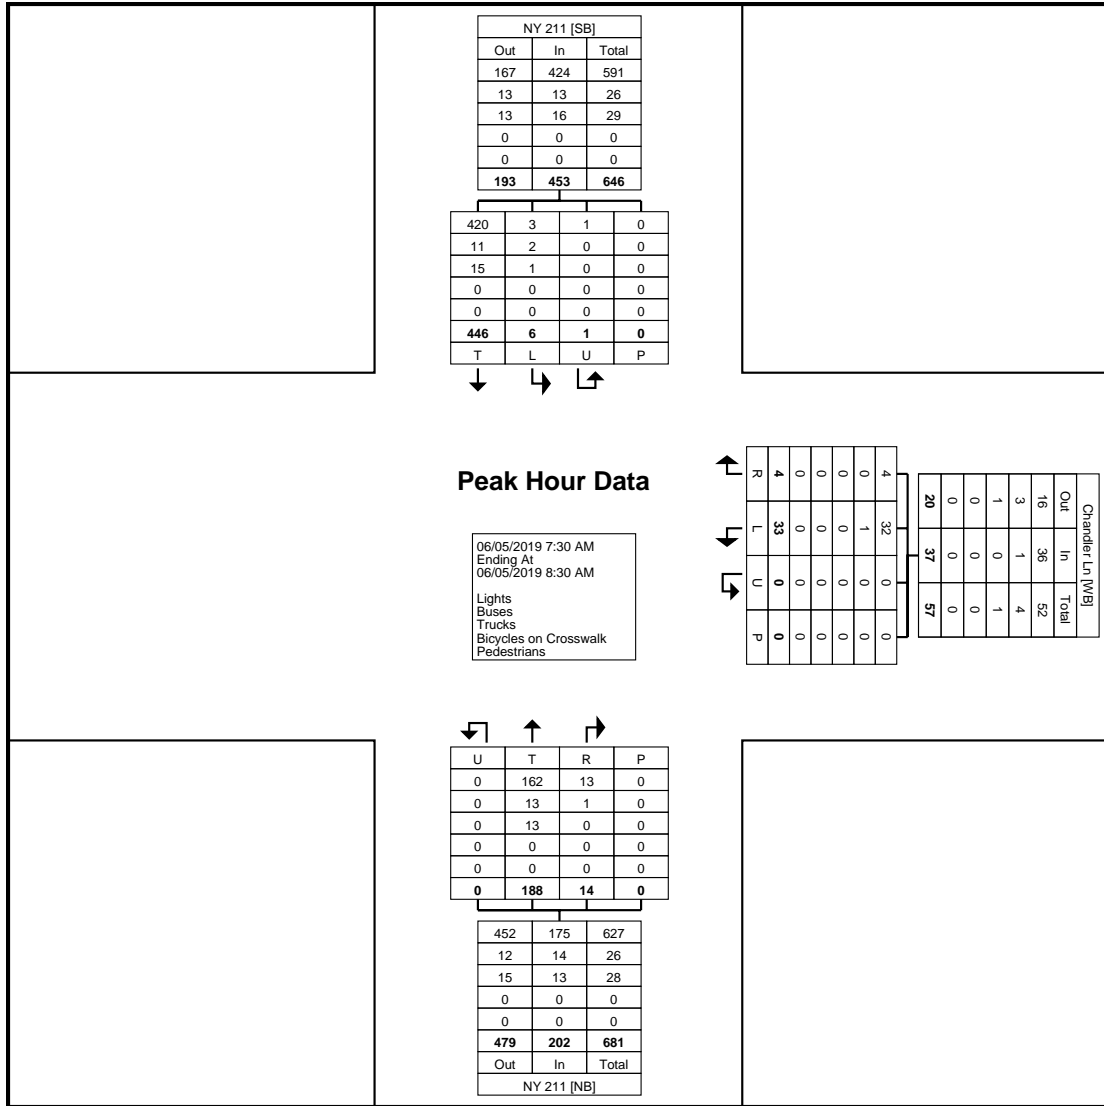 NY 211 [SB]
Out In Total
167 424 591
13 13 26
13 16 29
0 0 0
0 0 0
193 453 646
420 3 1 0
11 2 0 0
15 1 0 0
0 0 0 0
0 0 0 0
446 6 1 0
T L U P
Peak Hour Data
06/05/2019 7:30 AM
Ending At
06/05/2019 8:30 AM
Lights
Buses
Trucks
Bicycles on Crosswalk
Pedestrians
Chandler Ln [WB]
Out In Total
16 36 52
3 1 4
1 0 1
0 0 0
0 0 0
20 37 57
4 32 0 0
0 1 0 0
0 0 0 0
0 0 0 0
0 0 0 0
4 33 0 0
R L U P
U T R P
0 162 13 0
0 13 1 0
0 13 0 0
0 0 0 0
0 0 0 0
0 188 14 0
452 175 627
12 14 26
15 13 28
0 0 0
0 0 0
479 202 681
Out In Total
NY 211 [NB]